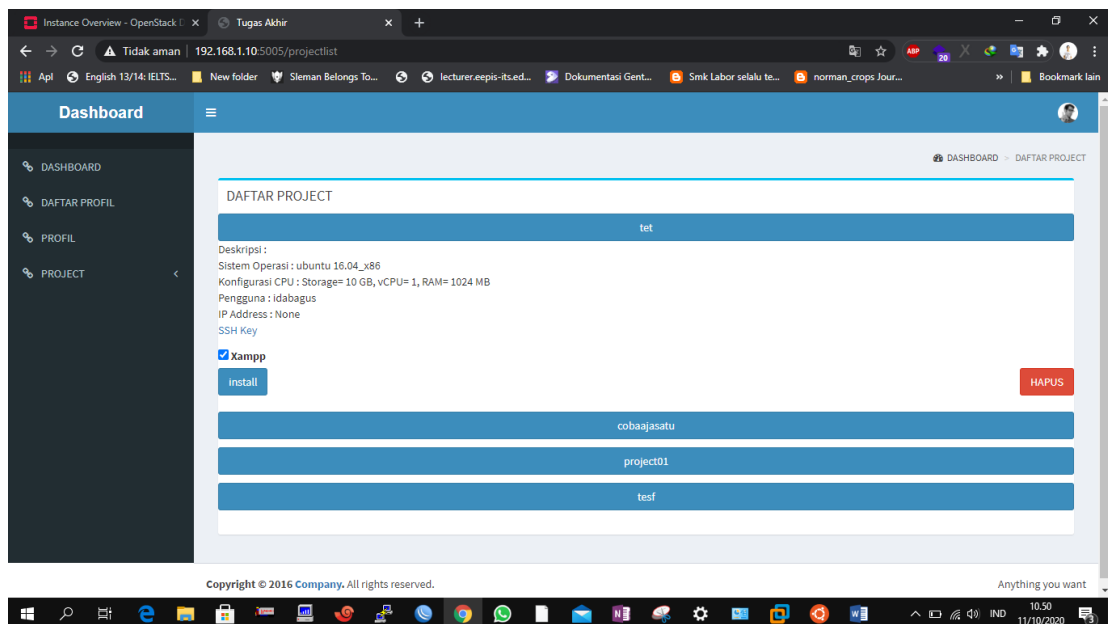 Instance Overview - OpenStack D
Tugas Akhir
Tidak aman
192.168.1.10:5005/projectlist
ABP
20
Apl
English 13/14: IELTS...
New folder
Sleman Belongs To...
lecturer.eepis-its.ed...
Dokumentasi Gent...
Smk Labor selalu te...
norman_crops Jour...
»
Bookmark lain
Dashboard
DASHBOARD > DAFTAR PROJECT
DASHBOARD
DAFTAR PROFIL
PROFIL
PROJECT
DAFTAR PROJECT
tet
Deskripsi :
Sistem Operasi : ubuntu 16.04_x86
Konfigurasi CPU : Storage= 10 GB, vCPU= 1, RAM= 1024 MB
Pengguna : idabagus
IP Address : None
SSH Key
Xampp
install
HAPUS
cobaajasatu
project01
tesf
Copyright © 2016 Company. All rights reserved.
Anything you want
IND
10.50
11/10/2020
3